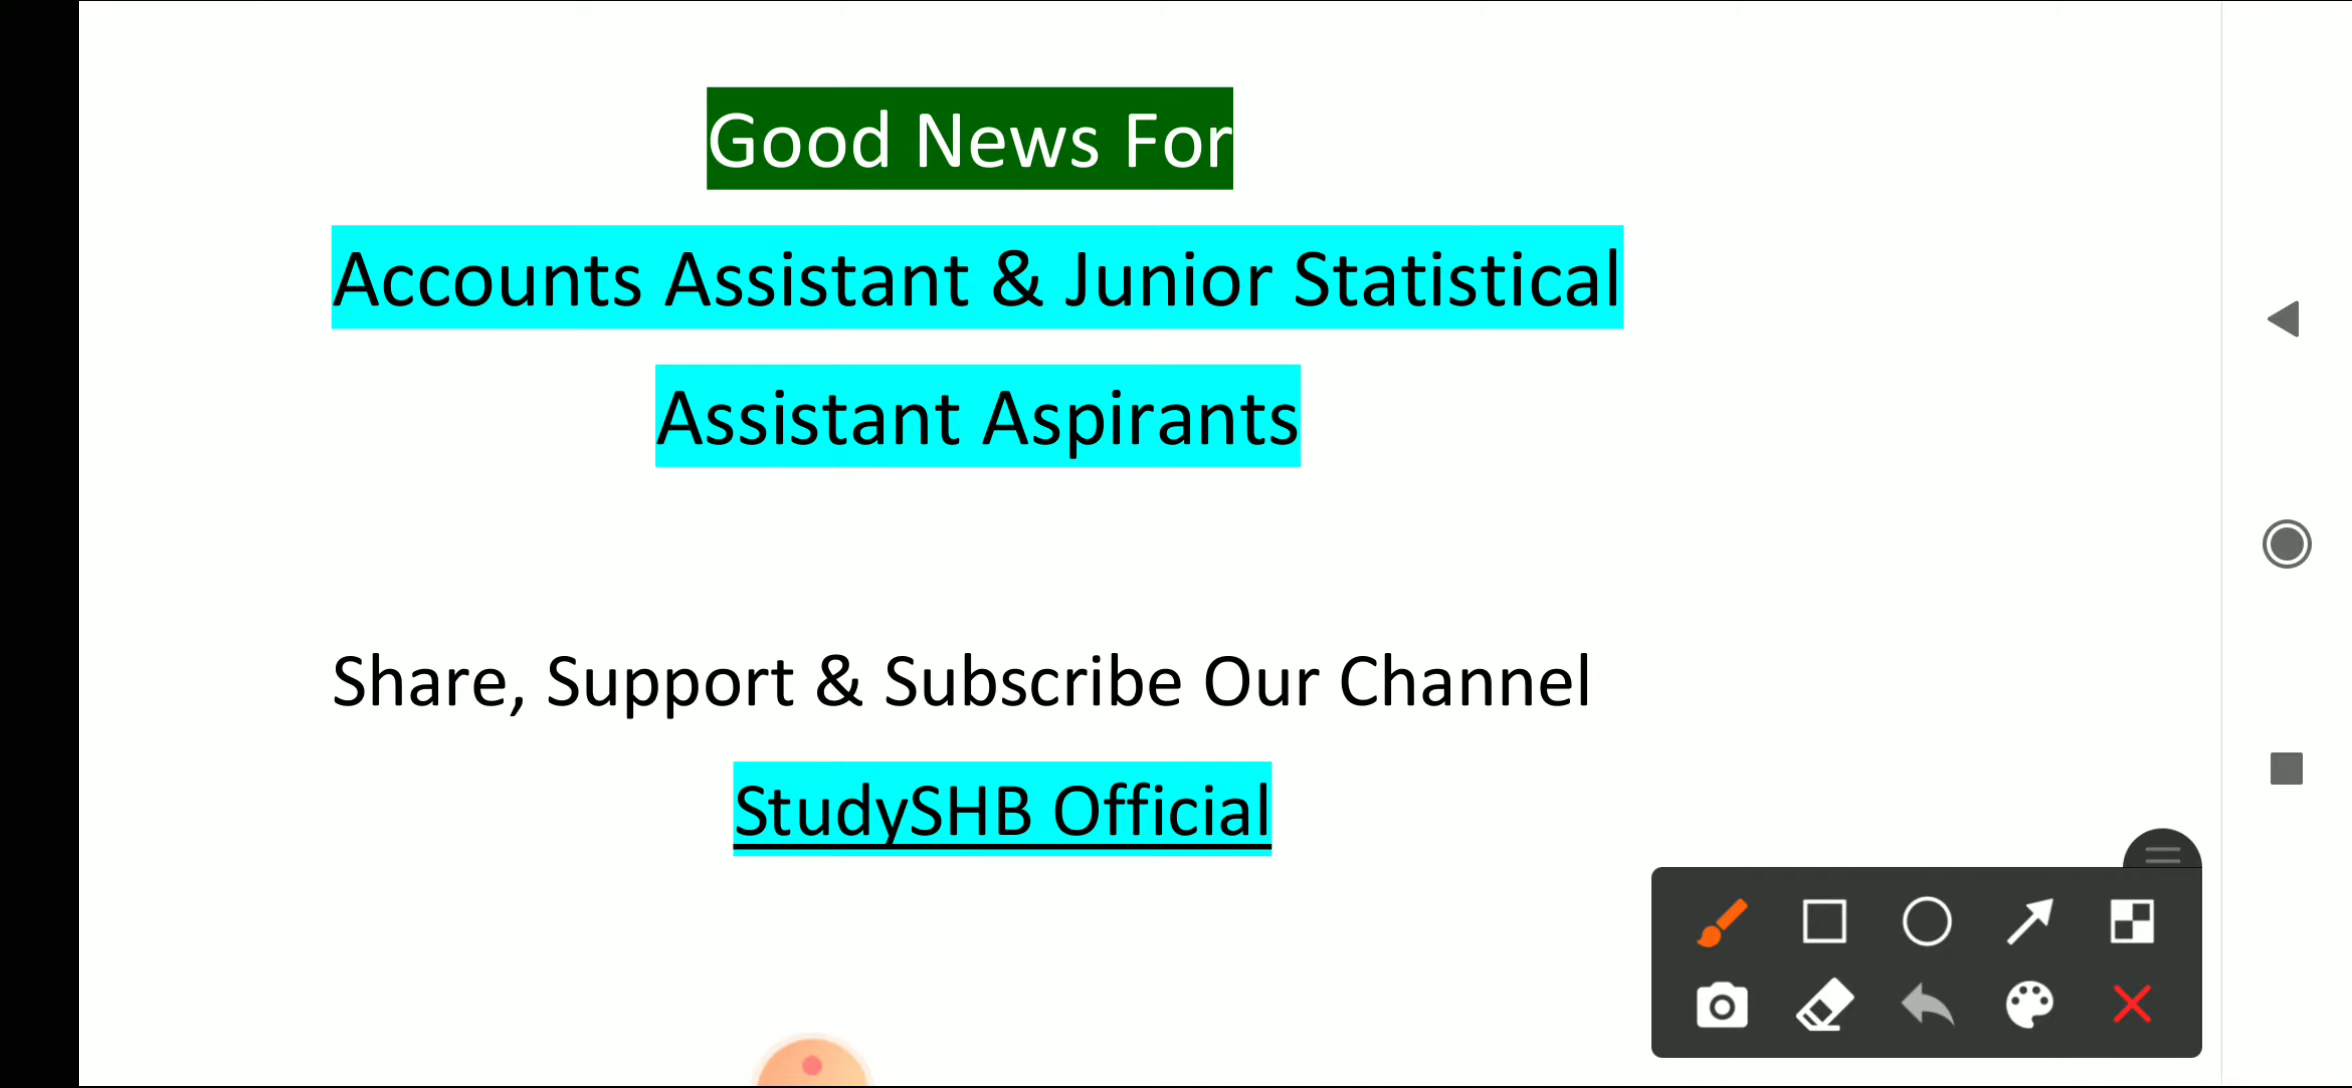 Good News For
Accounts Assistant & Junior Statistical
Assistant Aspirants
Share, Support & Subscribe Our Channel
StudySHB Official